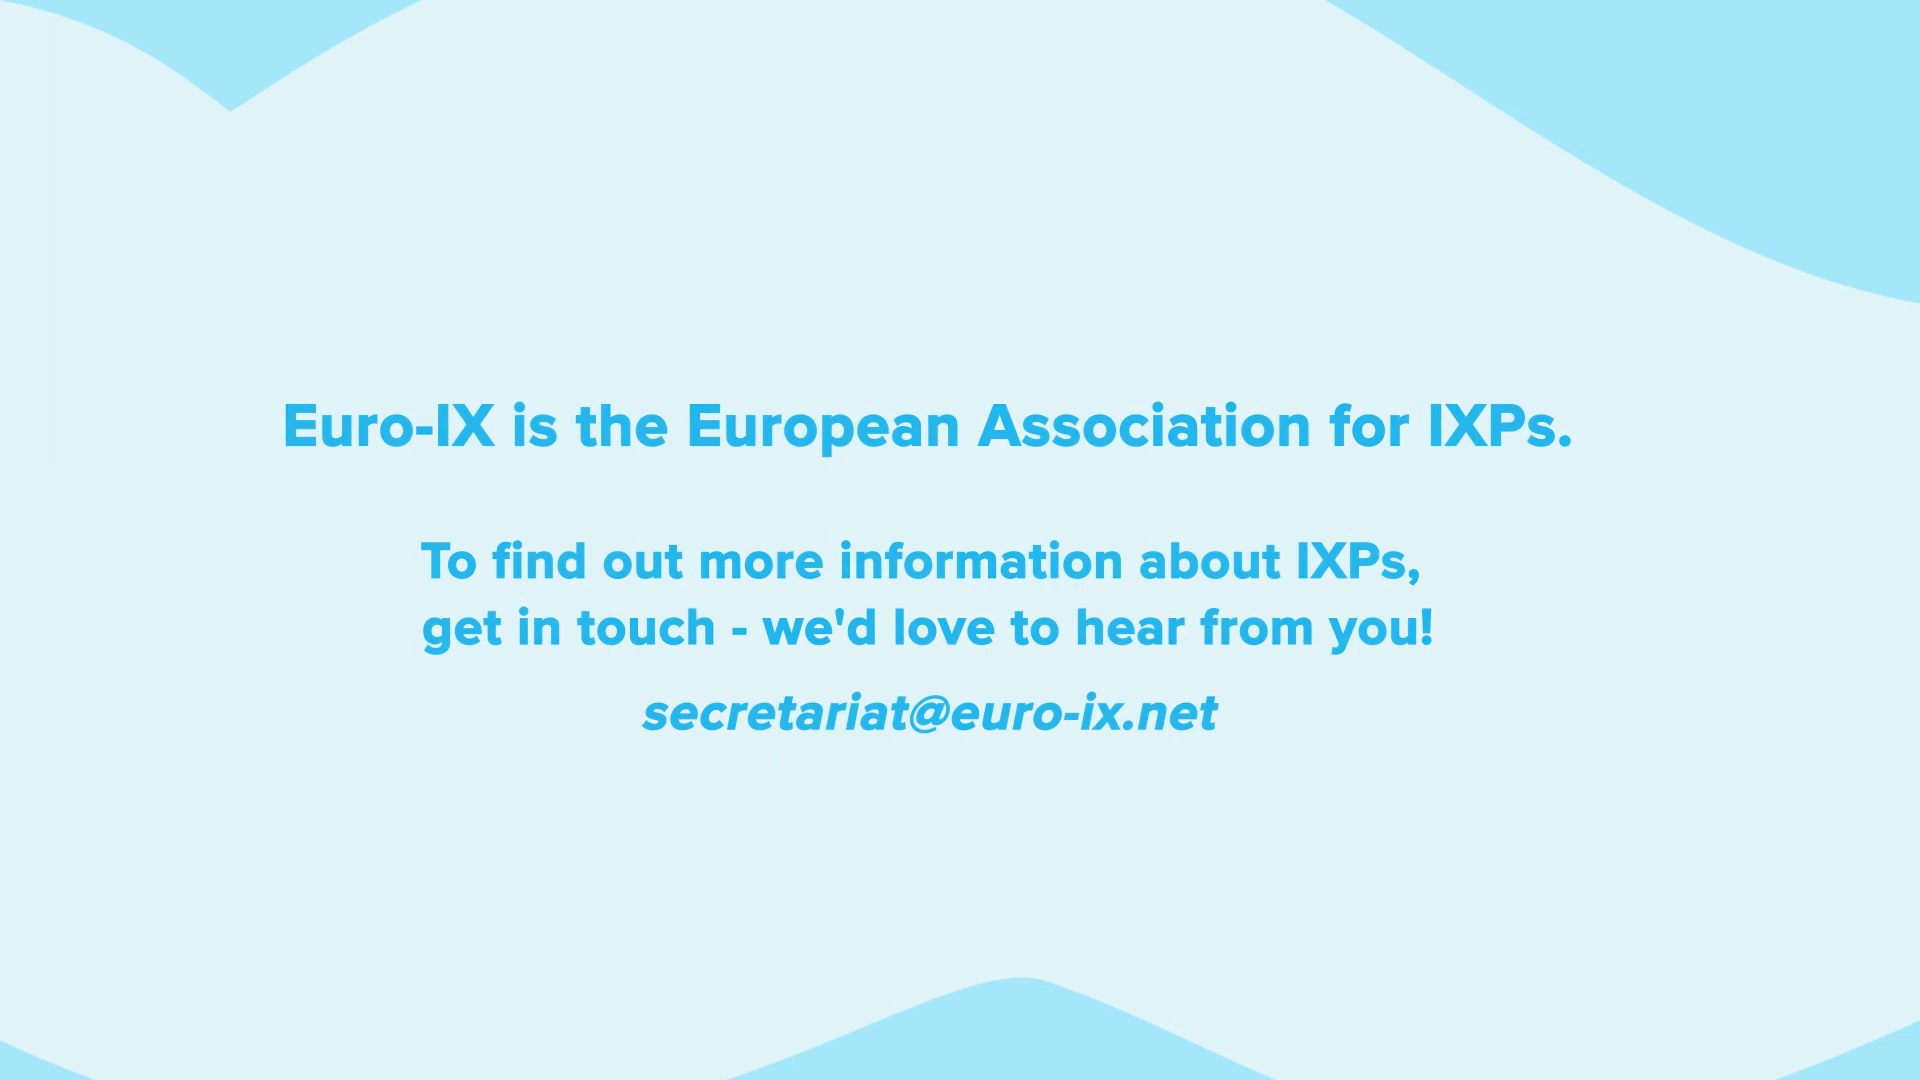 Euro-IX is the European Association for IXPs.
To find out more information about IXPs,
get in touch - we'd love to hear from you!
secretariat@euro-ix.net